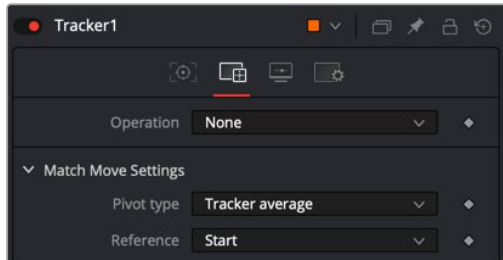 Tracker1
Operation None
Match Move Settings
Pivot type Tracker average
Reference Start